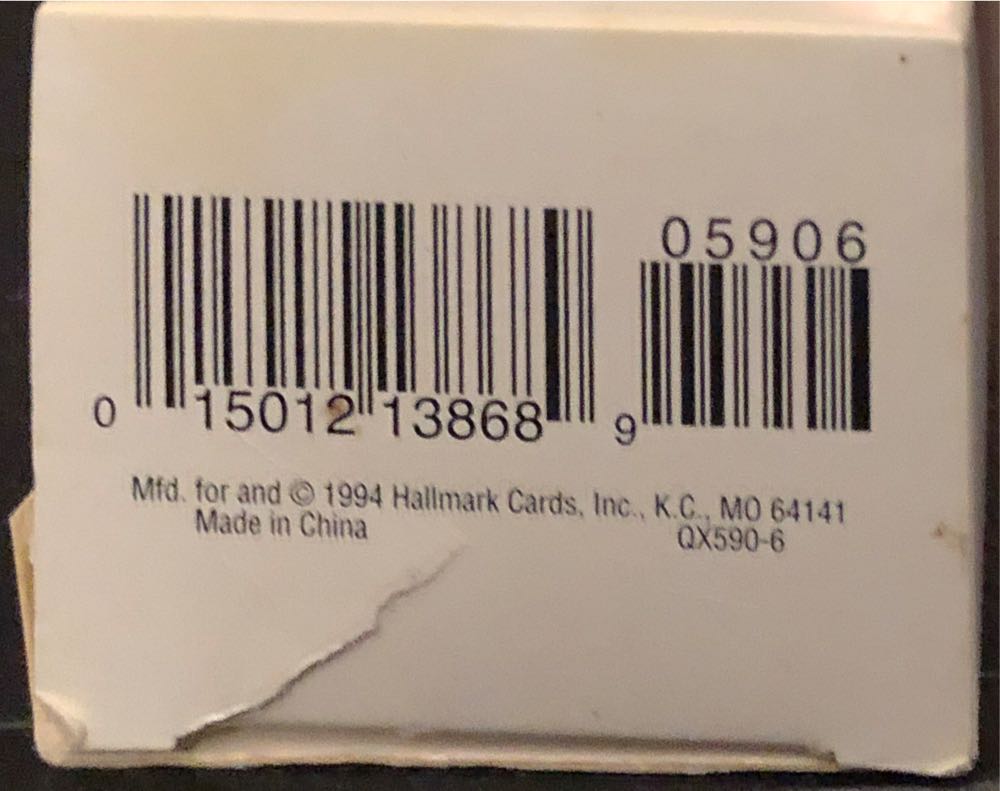 05906
0 15012 13868 9
Mfd. for and © 1994 Hallmark Cards, Inc., K.C., MO 64141
Made in China QX590-6